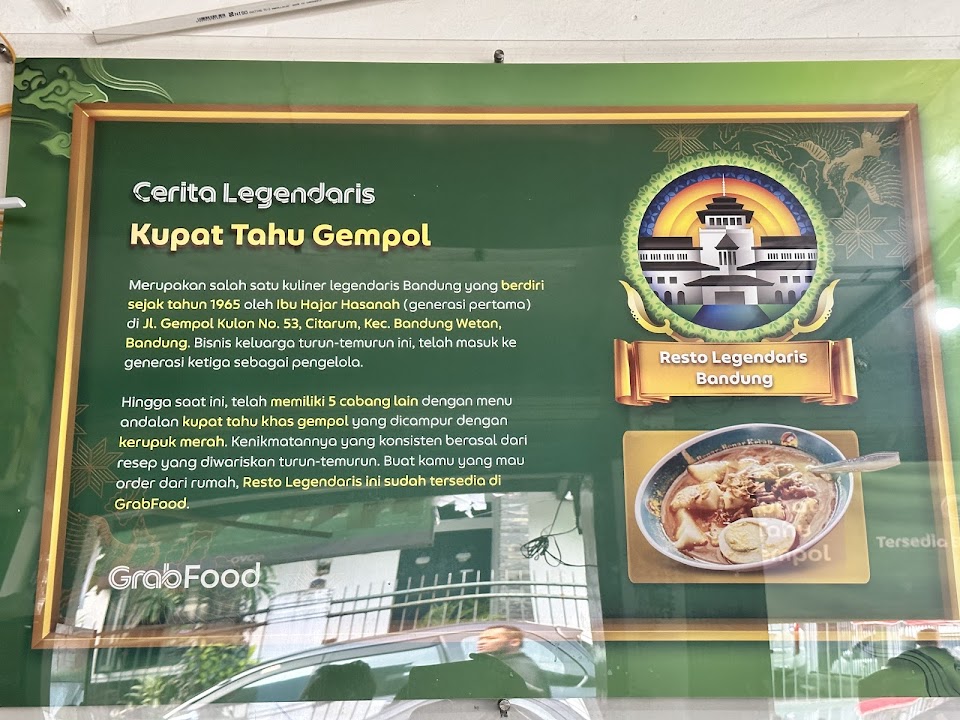 Cerita Legendaris
Kupat Tahu Gempol
Merupakan salah satu kuliner legendaris Bandung yang berdiri
sejak tahun 1965 oleh Ibu Hajar Hasanah (generasi pertama)
di Jl. Gempol Kulon No. 53, Citarum, Kec. Bandung Wetan,
Bandung. Bisnis keluarga turun-temurun ini, telah masuk ke
generasi ketiga sebagai pengelola.
Hingga saat ini, telah memiliki 5 cabang lain dengan menu
andalan kupat tahu khas gempol yang dicampur dengan
kerupuk merah. Kenikmatannya yang konsisten berasal dari
resep yang diwariskan turun-temurun. Buat kamu yang mau
order dari rumah, Resto Legendaris ini sudah tersedia di
GrabFood.
GrabFood
Resto Legendaris
Bandung
Tersedia